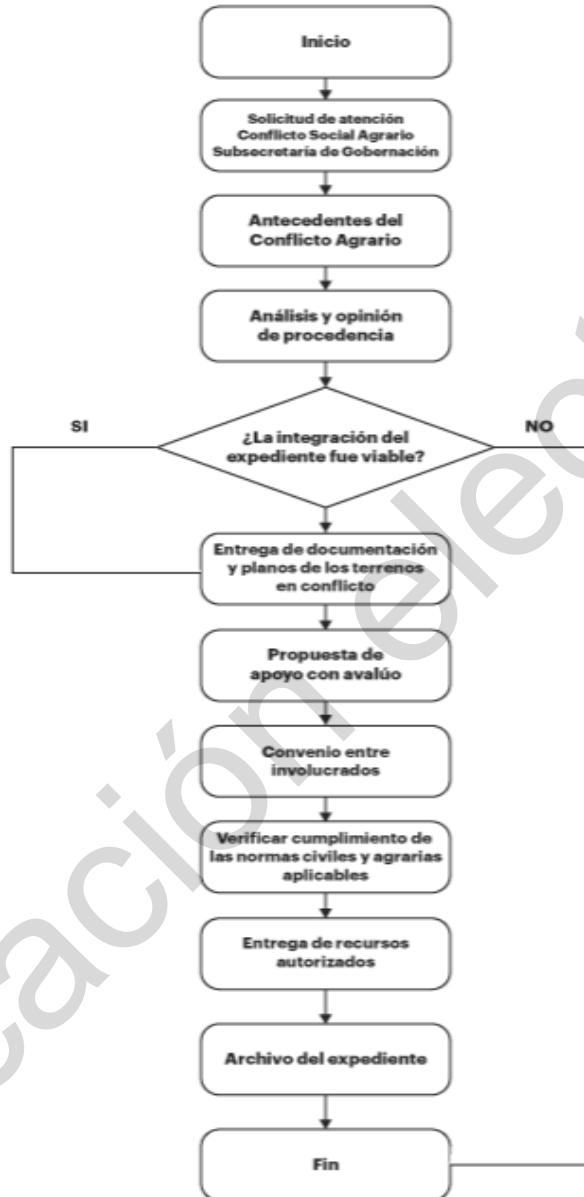 Inicio
Solicitud de atención
Conflicto Social Agrario
Subsecretaría de Gobernación
Antecedentes del
Conflicto Agrario
Análisis y opinión
de procedencia
SI
¿La integración del
expediente fue viable?
NO
Entrega de documentación
y planos de los terrenos
en conflicto
Propuesta de
apoyo con avalúo
Convenio entre
involucrados
Verificar cumplimiento de
las normas civiles y agrarias
aplicables
Entrega de recursos
autorizados
Archivo del expediente
Fin